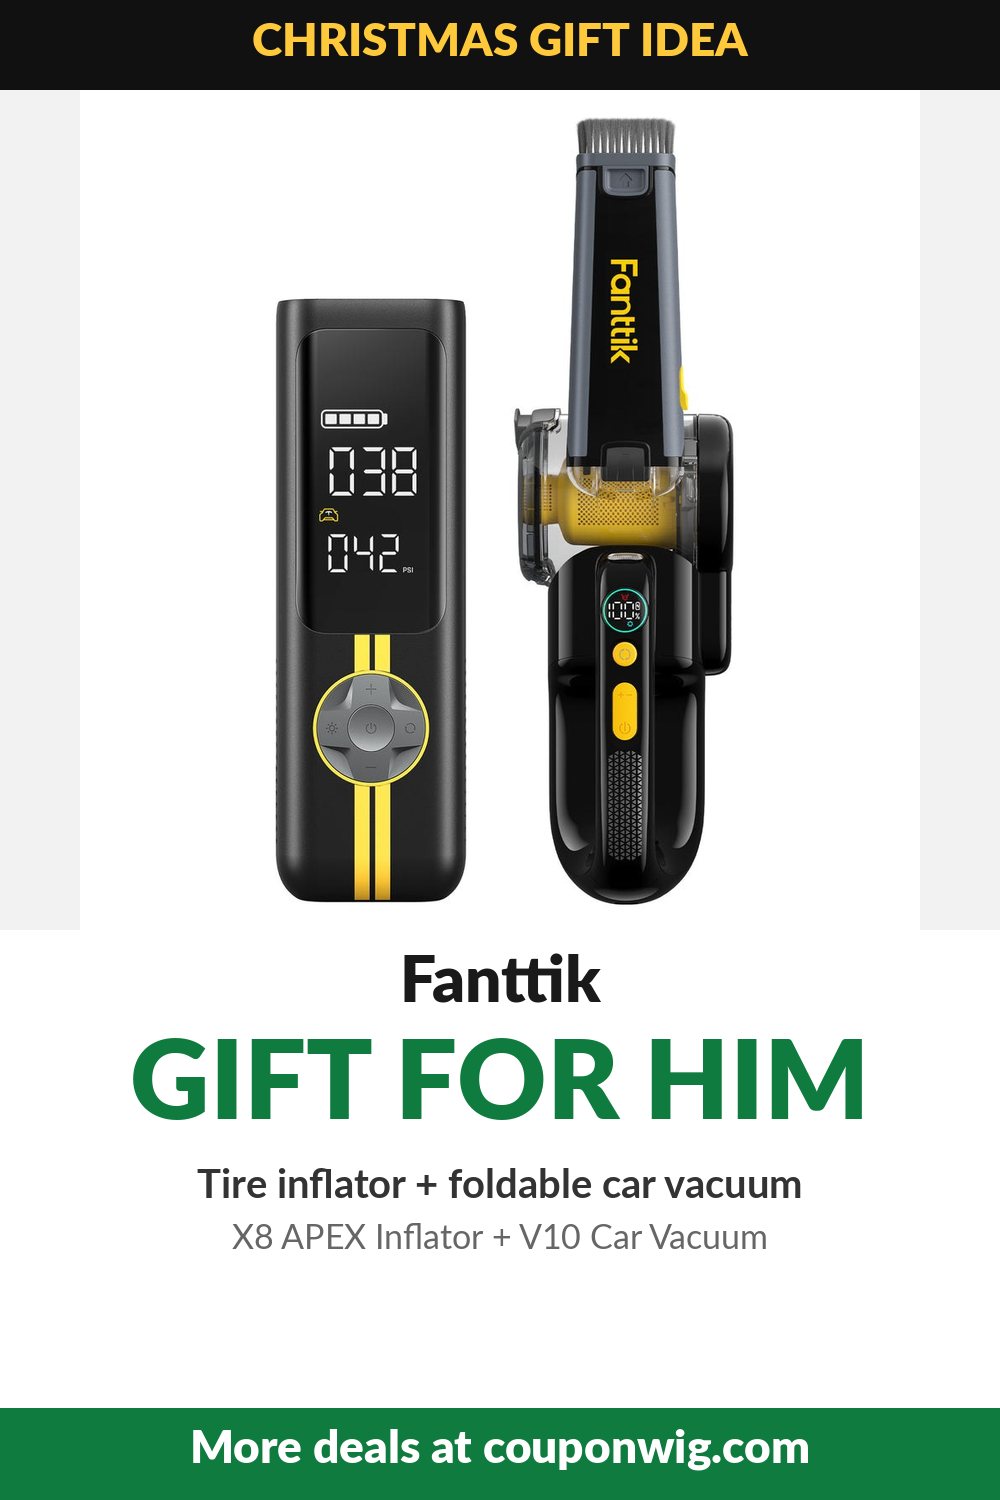 CHRISTMAS GIFT IDEA
Fanttik
038
042 PSI
100%
Fanttik
GIFT FOR HIM
Tire inflator + foldable car vacuum
X8 APEX Inflator + V10 Car Vacuum
More deals at couponwig.com